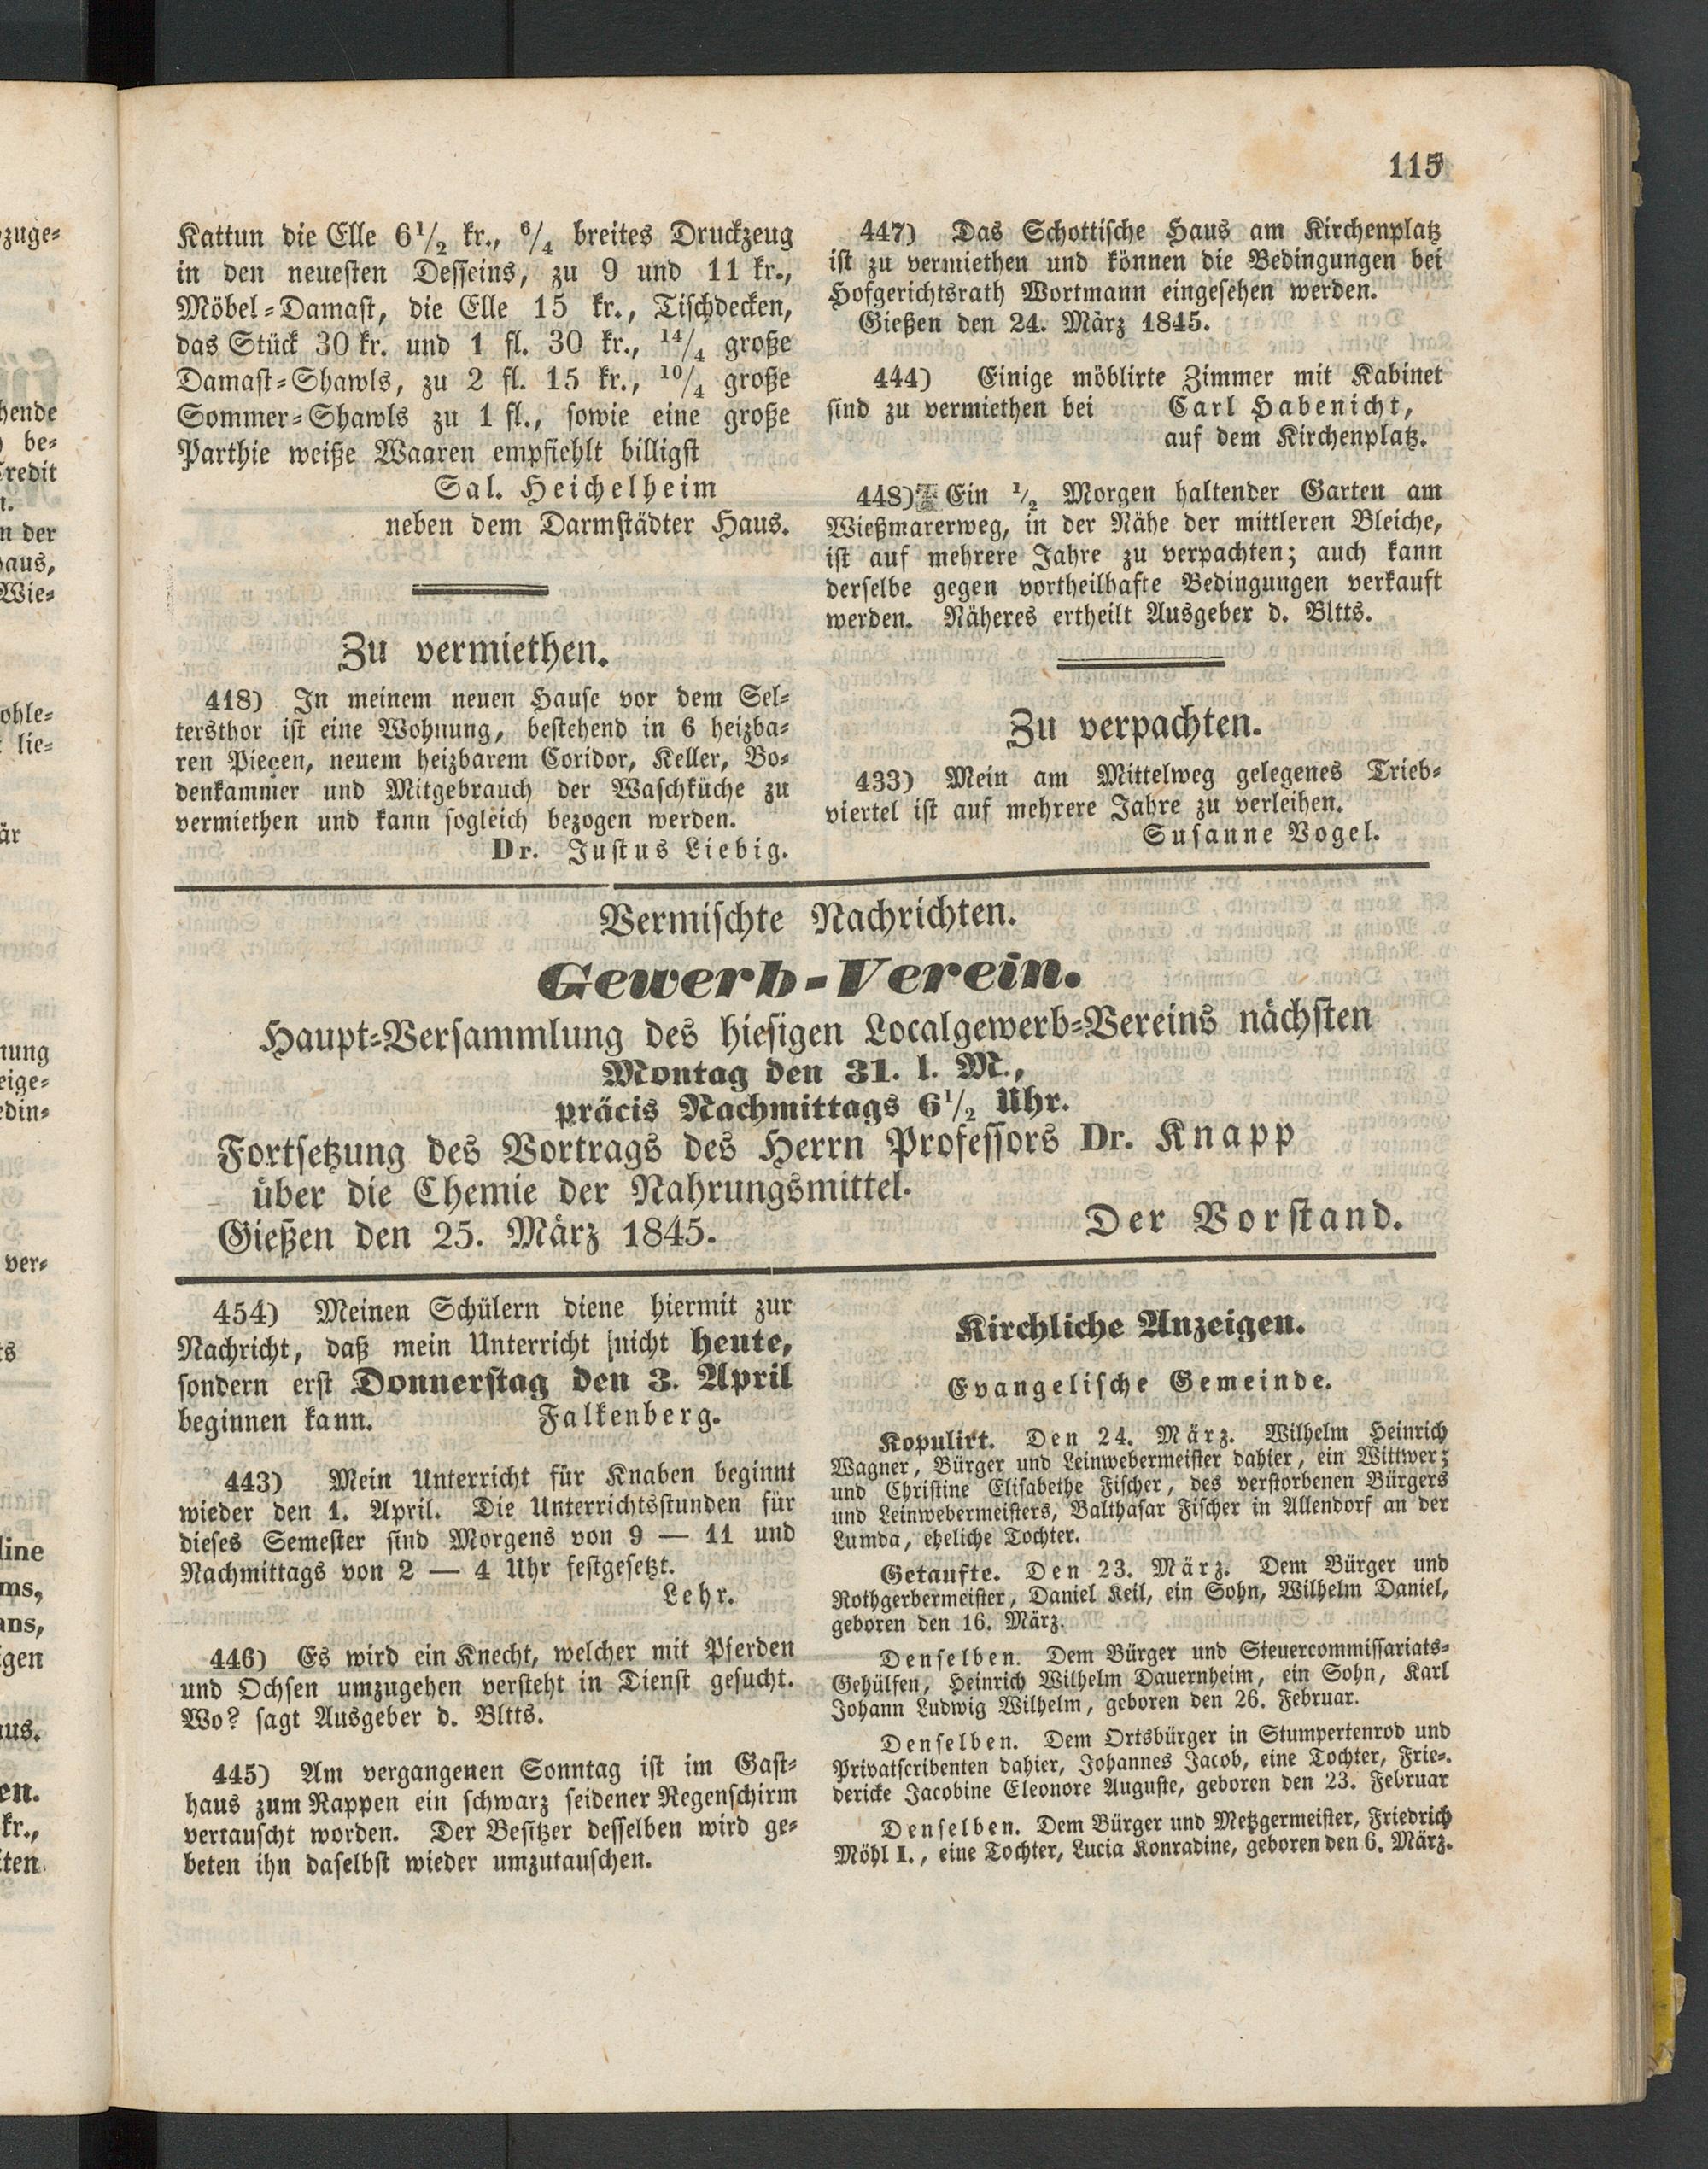 115
Kattun die Elle 6 1/2 kr., 6/4 breites Druckzeug
in den neuesten Desseins, zu 9 und 11 kr.,
Möbel-Damast, die Elle 15 kr., Tischdecken,
das Stück 30 kr. und 1 fl. 30 kr., 14/4 große
Damast-Shawls, zu 2 fl. 15 kr., 10/4 große
Sommer-Shawls zu 1 fl., sowie eine große
Parthie weiße Waaren empfiehlt billigst
Sal. Heichelheim
neben dem Darmstädter Haus.
Zu vermiethen.
418) In meinem neuen Hause vor dem Sel-
tersthor ist eine Wohnung, bestehend in 6 heizba-
ren Pieçen, neuem heizbarem Coridor, Keller, Bo-
denkammer und Mitgebrauch der Waschküche zu
vermiethen und kann sogleich bezogen werden.
Dr. Justus Liebig.
447) Das Schottische Haus am Kirchenplatz
ist zu vermiethen und können die Bedingungen bei
Hofgerichtsrath Wortmann eingesehen werden.
Gießen den 24. März 1845.
444) Einige möblirte Zimmer mit Kabinet
sind zu vermiethen bei Carl Habenicht,
auf dem Kirchenplatz.
448) Ein 1/2 Morgen haltender Garten am
Wießmarerweg, in der Nähe der mittleren Bleiche,
ist auf mehrere Jahre zu verpachten; auch kann
derselbe gegen vortheilhafte Bedingungen verkauft
werden. Näheres ertheilt Ausgeber d. Bltts.
Zu verpachten.
433) Mein am Mittelweg gelegenes Trieb-
viertel ist auf mehrere Jahre zu verleihen.
Susanne Vogel.
Vermischte Nachrichten.
Gewerb-Verein.
Haupt-Versammlung des hiesigen Localgewerb-Vereins nächsten
Montag den 31. l. M.,
präcis Nachmittags 6 1/2 Uhr.
Fortsetzung des Vortrags des Herrn Professors Dr. Knapp
über die Chemie der Nahrungsmittel.
Gießen den 25. März 1845.
Der Vorstand.
454) Meinen Schülern diene hiermit zur
Nachricht, daß mein Unterricht nicht heute,
sondern erst Donnerstag den 3. April
beginnen kann. Falkenberg.
443) Mein Unterricht für Knaben beginnt
wieder den 1. April. Die Unterrichtsstunden für
dieses Semester sind Morgens von 9 — 11 und
Nachmittags von 2 — 4 Uhr festgesetzt.
Lehr.
446) Es wird ein Knecht, welcher mit Pferden
und Ochsen umzugehen versteht in Dienst gesucht.
Wo? sagt Ausgeber d. Bltts.
445) Am vergangenen Sonntag ist im Gast-
haus zum Rappen ein schwarz seidener Regenschirm
vertauscht worden. Der Besitzer desselben wird ge-
beten ihn daselbst wieder umzutauschen.
Kirchliche Anzeigen.
Evangelische Gemeinde.
Kopulirt. Den 24. März. Wilhelm Heinrich
Wagner, Bürger und Leinwebermeister dahier, ein Wittwer;
und Christine Elisabethe Fischer, des verstorbenen Bürgers
und Leinwebermeisters, Balthasar Fischer in Allendorf an der
Lumda, eheliche Tochter.
Getaufte. Den 23. März. Dem Bürger und
Rothgerbermeister, Daniel Keil, ein Sohn, Wilhelm Daniel,
geboren den 16. März.
Denselben. Dem Bürger und Steuercommissariats-
Gehülfen, Heinrich Wilhelm Dauernheim, ein Sohn, Karl
Johann Ludwig Wilhelm, geboren den 26. Februar.
Denselben. Dem Ortsbürger in Stumpertenrod und
Privatscribenten dahier, Johannes Jacob, eine Tochter, Frie-
dericke Jacobine Eleonore Auguste, geboren den 23. Februar
Denselben. Dem Bürger und Metzgermeister, Friedrich
Möhl I., eine Tochter, Lucia Konradine, geboren den 6. März.